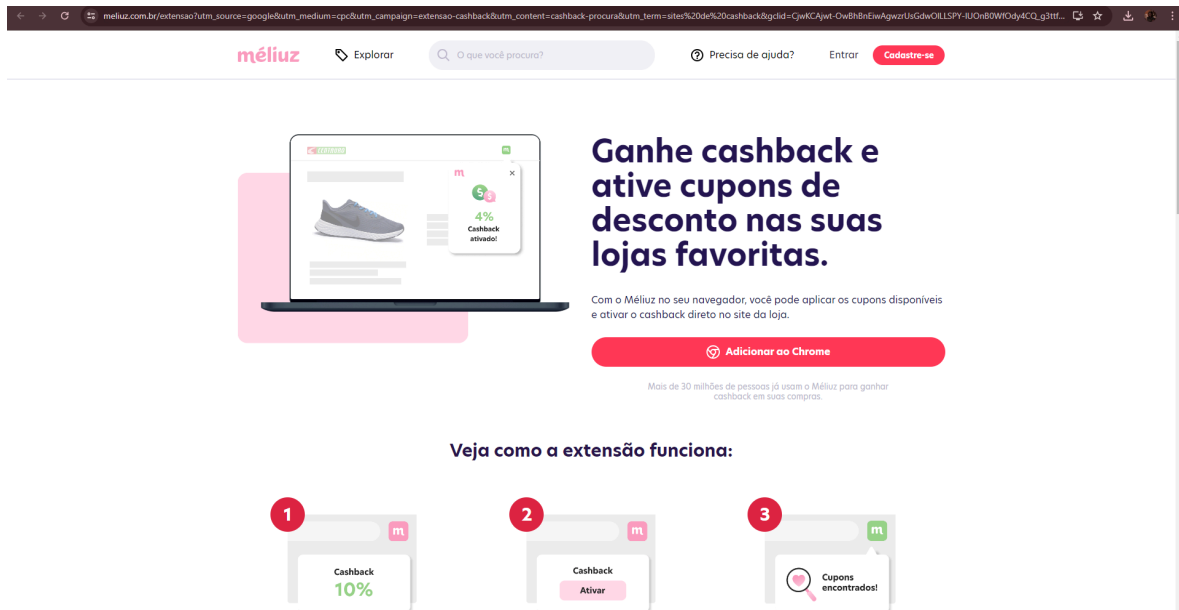 meliuz.com.br/extensao?utm_source=google&utm_medium=cpc&utm_campaign=extensao-cashback&utm_content=cashback-procura&utm_term=sites%20de%20cashback&gclid=
méliuz
Explorar
O que você procura?
Precisa de ajuda?
Entrar
Cadastre-se
m
m
4%
Cashback
ativado!
Ganhe cashback e
ative cupons de
desconto nas suas
lojas favoritas.
Com o Méliuz no seu navegador, você pode aplicar os cupons disponíveis
e ativar o cashback direto no site da loja.
Adicionar ao Chrome
Mais de 30 milhões de pessoas já usam o Méliuz para ganhar
cashback em suas compras.
Veja como a extensão funciona:
1
m
Cashback
10%
2
m
Cashback
Ativar
3
m
Cupons
encontrados!